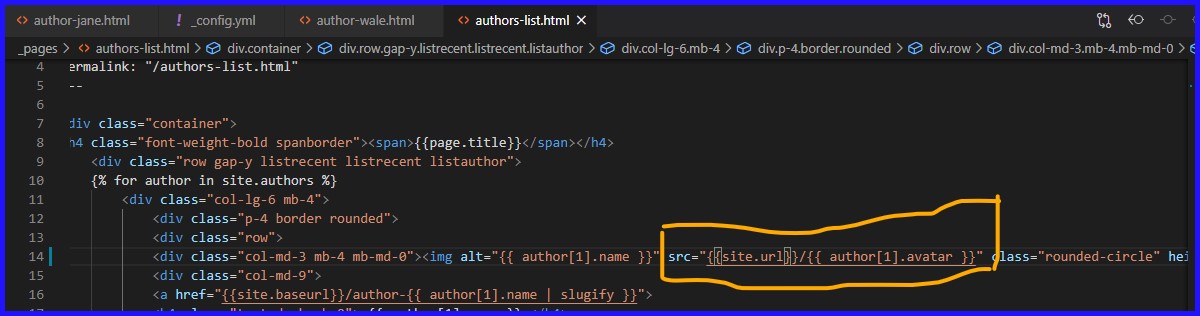 author-jane.html
_config.yml
author-wale.html
authors-list.html
_pages > authors-list.html > div.container > div.row.gap-y.listrecent.listrecent.listauthor > div.col-lg-6.mb-4 > div.p-4.border.rounded > div.row > div.col-md-3.mb-4.mb-md-0 >
4 ermalink: "/authors-list.html"
5 --
6
7 div class="container">
8 h4 class="font-weight-bold spanborder"><span>{{page.title}}</span></h4>
9 <div class="row gap-y listrecent listrecent listauthor">
10 {% for author in site.authors %}
11 <div class="col-lg-6 mb-4">
12 <div class="p-4 border rounded">
13 <div class="row">
14 <div class="col-md-3 mb-4 mb-md-0"><img alt="{{ author[1].name }}" src="{{site.url}}/{{ author[1].avatar }}" class="rounded-circle" hei
15 <div class="col-md-9">
16 <a href="{{site.baseurl}}/author-{{ author[1].name | slugify }}">
17